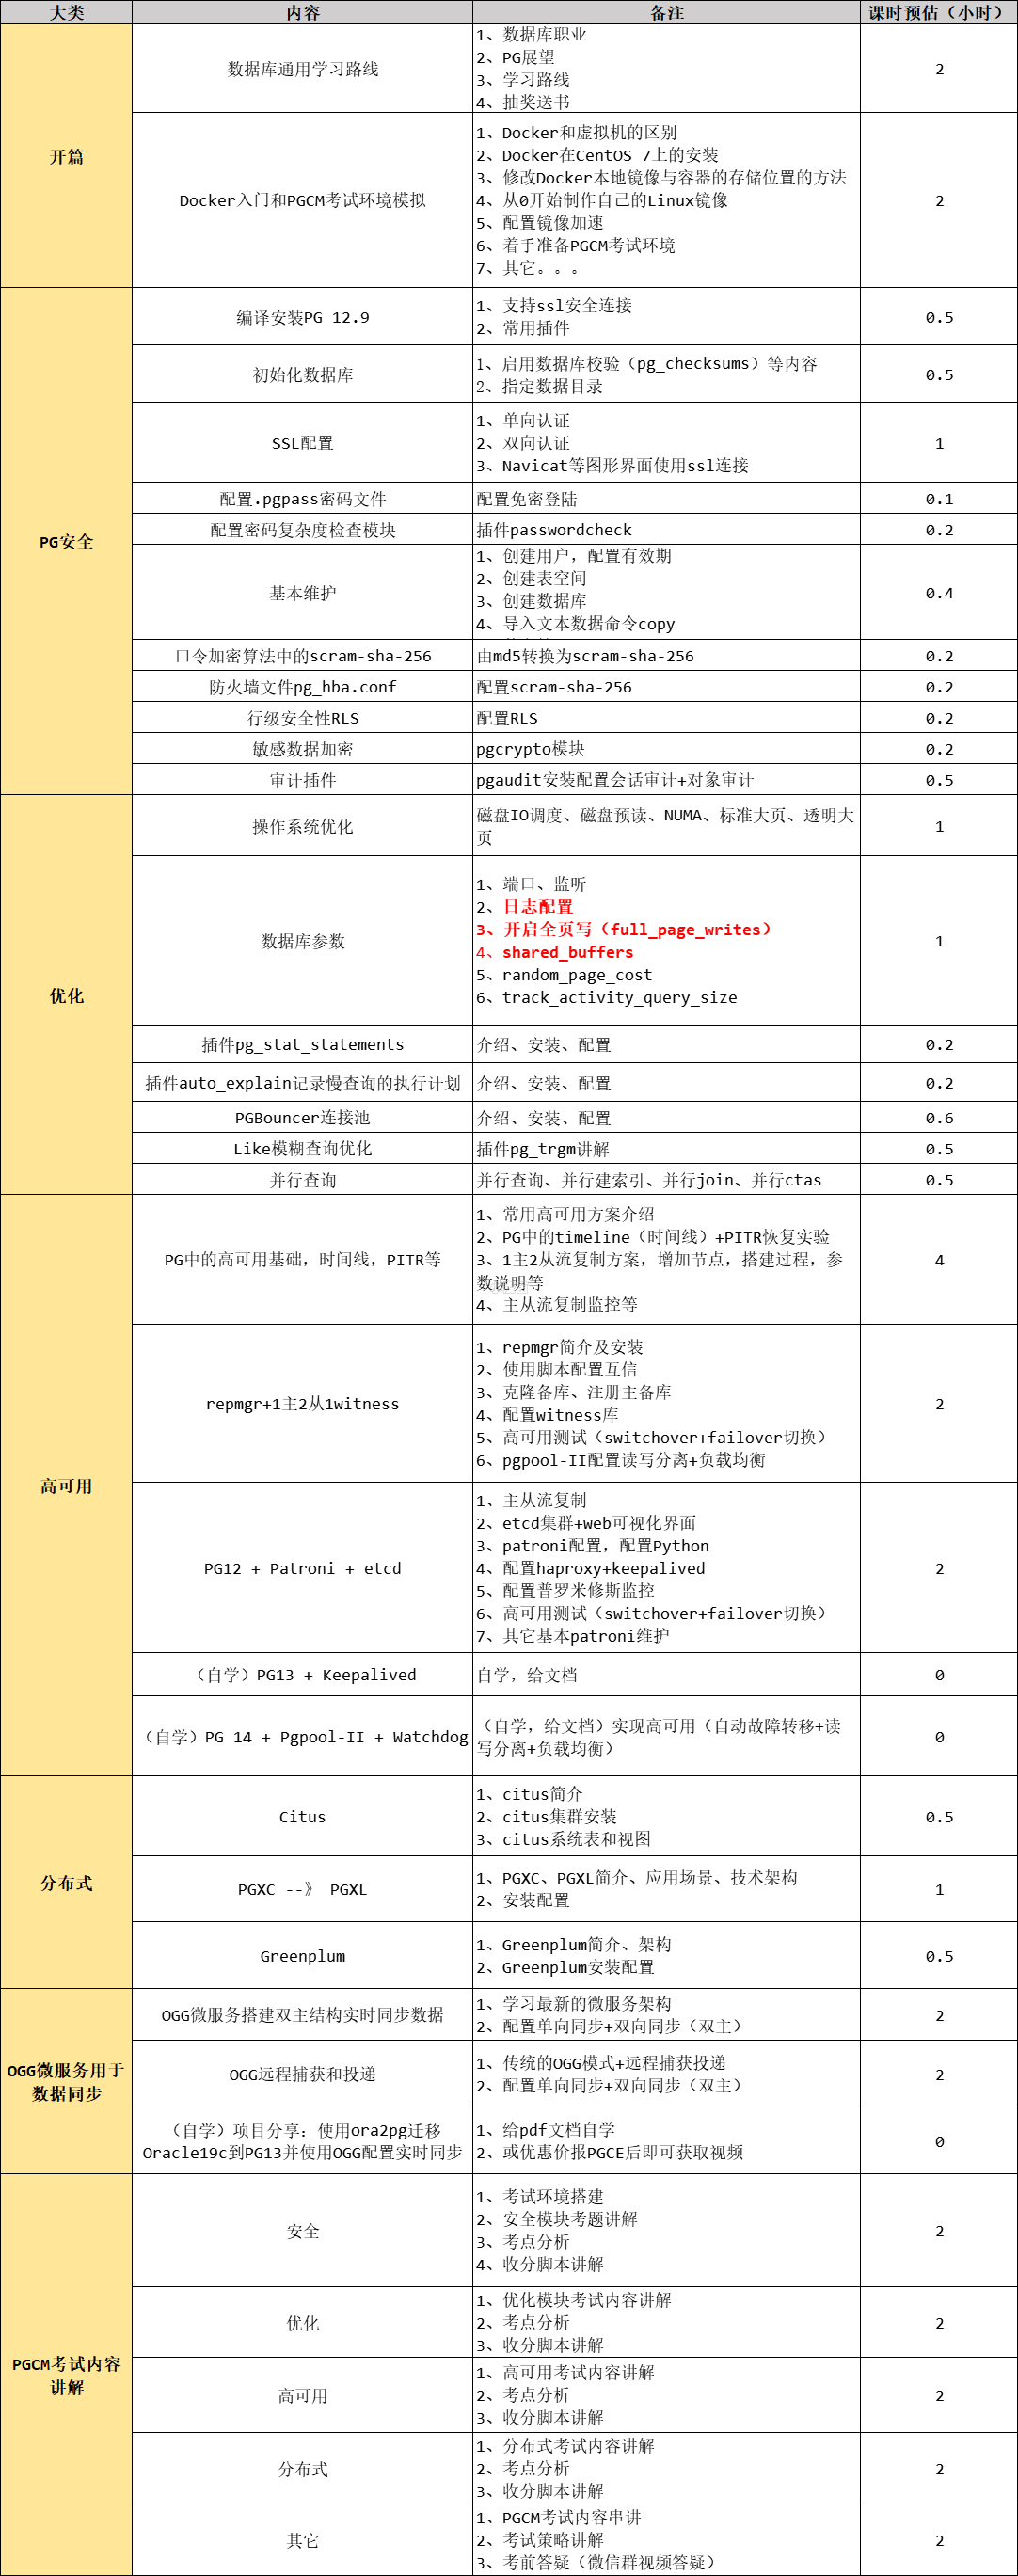 大类 内容 备注 课时预估（小时）
开篇
数据库通用学习路线
1、数据库职业
2、PG展望
3、学习路线
4、抽奖送书
2
Docker入门和PGCM考试环境模拟
1、Docker和虚拟机的区别
2、Docker在CentOS 7上的安装
3、修改Docker本地镜像与容器的存储位置的方法
4、从0开始制作自己的Linux镜像
5、配置镜像加速
6、着手准备PGCM考试环境
7、其它。。。
2
PG安全
编译安装PG 12.9
1、支持ssl安全连接
2、常用插件
0.5
初始化数据库
1、启用数据库校验（pg_checksums）等内容
2、指定数据目录
0.5
SSL配置
1、单向认证
2、双向认证
3、Navicat等图形界面使用ssl连接
1
配置.pgpass密码文件 配置免密登陆 0.1
配置密码复杂度检查模块 插件passwordcheck 0.2
基本维护
1、创建用户，配置有效期
2、创建表空间
3、创建数据库
4、导入文本数据命令copy
0.4
口令加密算法中的scram-sha-256 由md5转换为scram-sha-256 0.2
防火墙文件pg_hba.conf 配置scram-sha-256 0.2
行级安全性RLS 配置RLS 0.2
敏感数据加密 pgcrypto模块 0.2
审计插件 pgaudit安装配置会话审计+对象审计 0.5
优化
操作系统优化
磁盘IO调度、磁盘预读、NUMA、标准大页、透明大
页
1
数据库参数
1、端口、监听
2、日志配置
3、开启全页写（full_page_writes）
4、shared_buffers
5、random_page_cost
6、track_activity_query_size
1
插件pg_stat_statements 介绍、安装、配置 0.2
插件auto_explain记录慢查询的执行计划 介绍、安装、配置 0.2
PGBouncer连接池 介绍、安装、配置 0.6
Like模糊查询优化 插件pg_trgm讲解 0.5
并行查询 并行查询、并行建索引、并行join、并行ctas 0.5
高可用
PG中的高可用基础，时间线，PITR等
1、常用高可用方案介绍
2、PG中的timeline（时间线）+PITR恢复实验
3、1主2从流复制方案，增加节点，搭建过程，参
数说明等
4、主从流复制监控等
4
repmgr+1主2从1witness
1、repmgr简介及安装
2、使用脚本配置互信
3、克隆备库、注册主备库
4、配置witness库
5、高可用测试（switchover+failover切换）
6、pgpool-II配置读写分离+负载均衡
2
PG12 + Patroni + etcd
1、主从流复制
2、etcd集群+web可视化界面
3、patroni配置，配置Python
4、配置haproxy+keepalived
5、配置普罗米修斯监控
6、高可用测试（switchover+failover切换）
7、其它基本patroni维护
2
（自学）PG13 + Keepalived 自学，给文档 0
（自学）PG 14 + Pgpool-II + Watchdog
（自学，给文档）实现高可用（自动故障转移+读
写分离+负载均衡）
0
分布式
Citus
1、citus简介
2、citus集群安装
3、citus系统表和视图
0.5
PGXC --》 PGXL
1、PGXC、PGXL简介、应用场景、技术架构
2、安装配置
1
Greenplum
1、Greenplum简介、架构
2、Greenplum安装配置
0.5
OGG微服务用于
数据同步
OGG微服务搭建双主结构实时同步数据
1、学习最新的微服务架构
2、配置单向同步+双向同步（双主）
2
OGG远程捕获和投递
1、传统的OGG模式+远程捕获投递
2、配置单向同步+双向同步（双主）
2
（自学）项目分享：使用ora2pg迁移
Oracle19c到PG13并使用OGG配置实时同步
1、给pdf文档自学
2、或优惠价报PGCE后即可获取视频
0
PGCM考试内容
讲解
安全
1、考试环境搭建
2、安全模块考题讲解
3、考点分析
4、收分脚本讲解
2
优化
1、优化模块考试内容讲解
2、考点分析
3、收分脚本讲解
2
高可用
1、高可用考试内容讲解
2、考点分析
3、收分脚本讲解
2
分布式
1、分布式考试内容讲解
2、考点分析
3、收分脚本讲解
2
其它
1、PGCM考试内容串讲
2、考试策略讲解
3、考前答疑（微信群视频答疑）
2